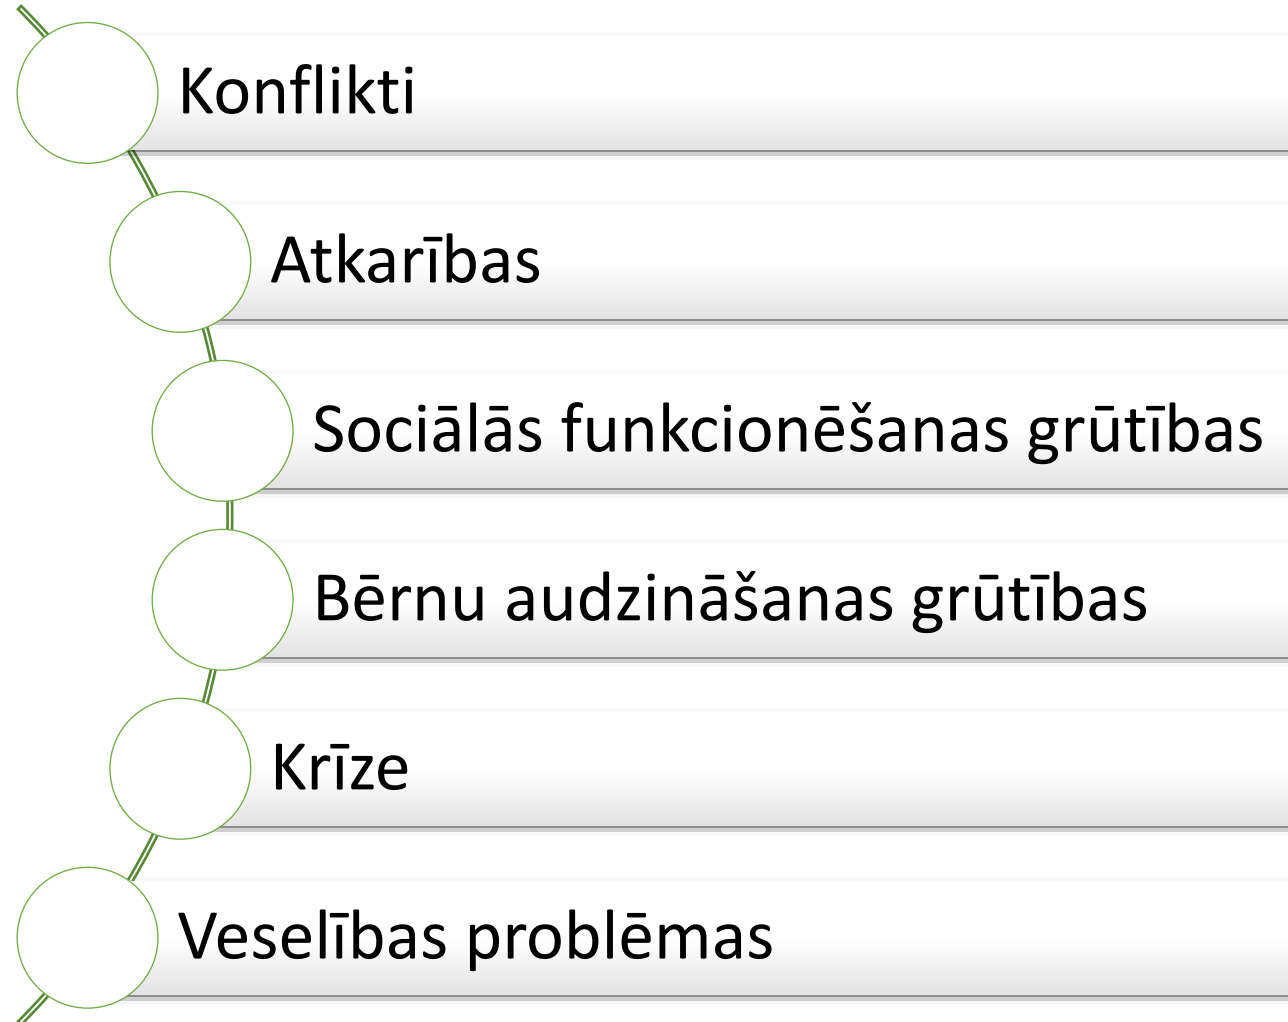 Konflikti
Atkarības
Sociālās funkcionēšanas grūtības
Bērnu audzināšanas grūtības
Krīze
Veselības problēmas